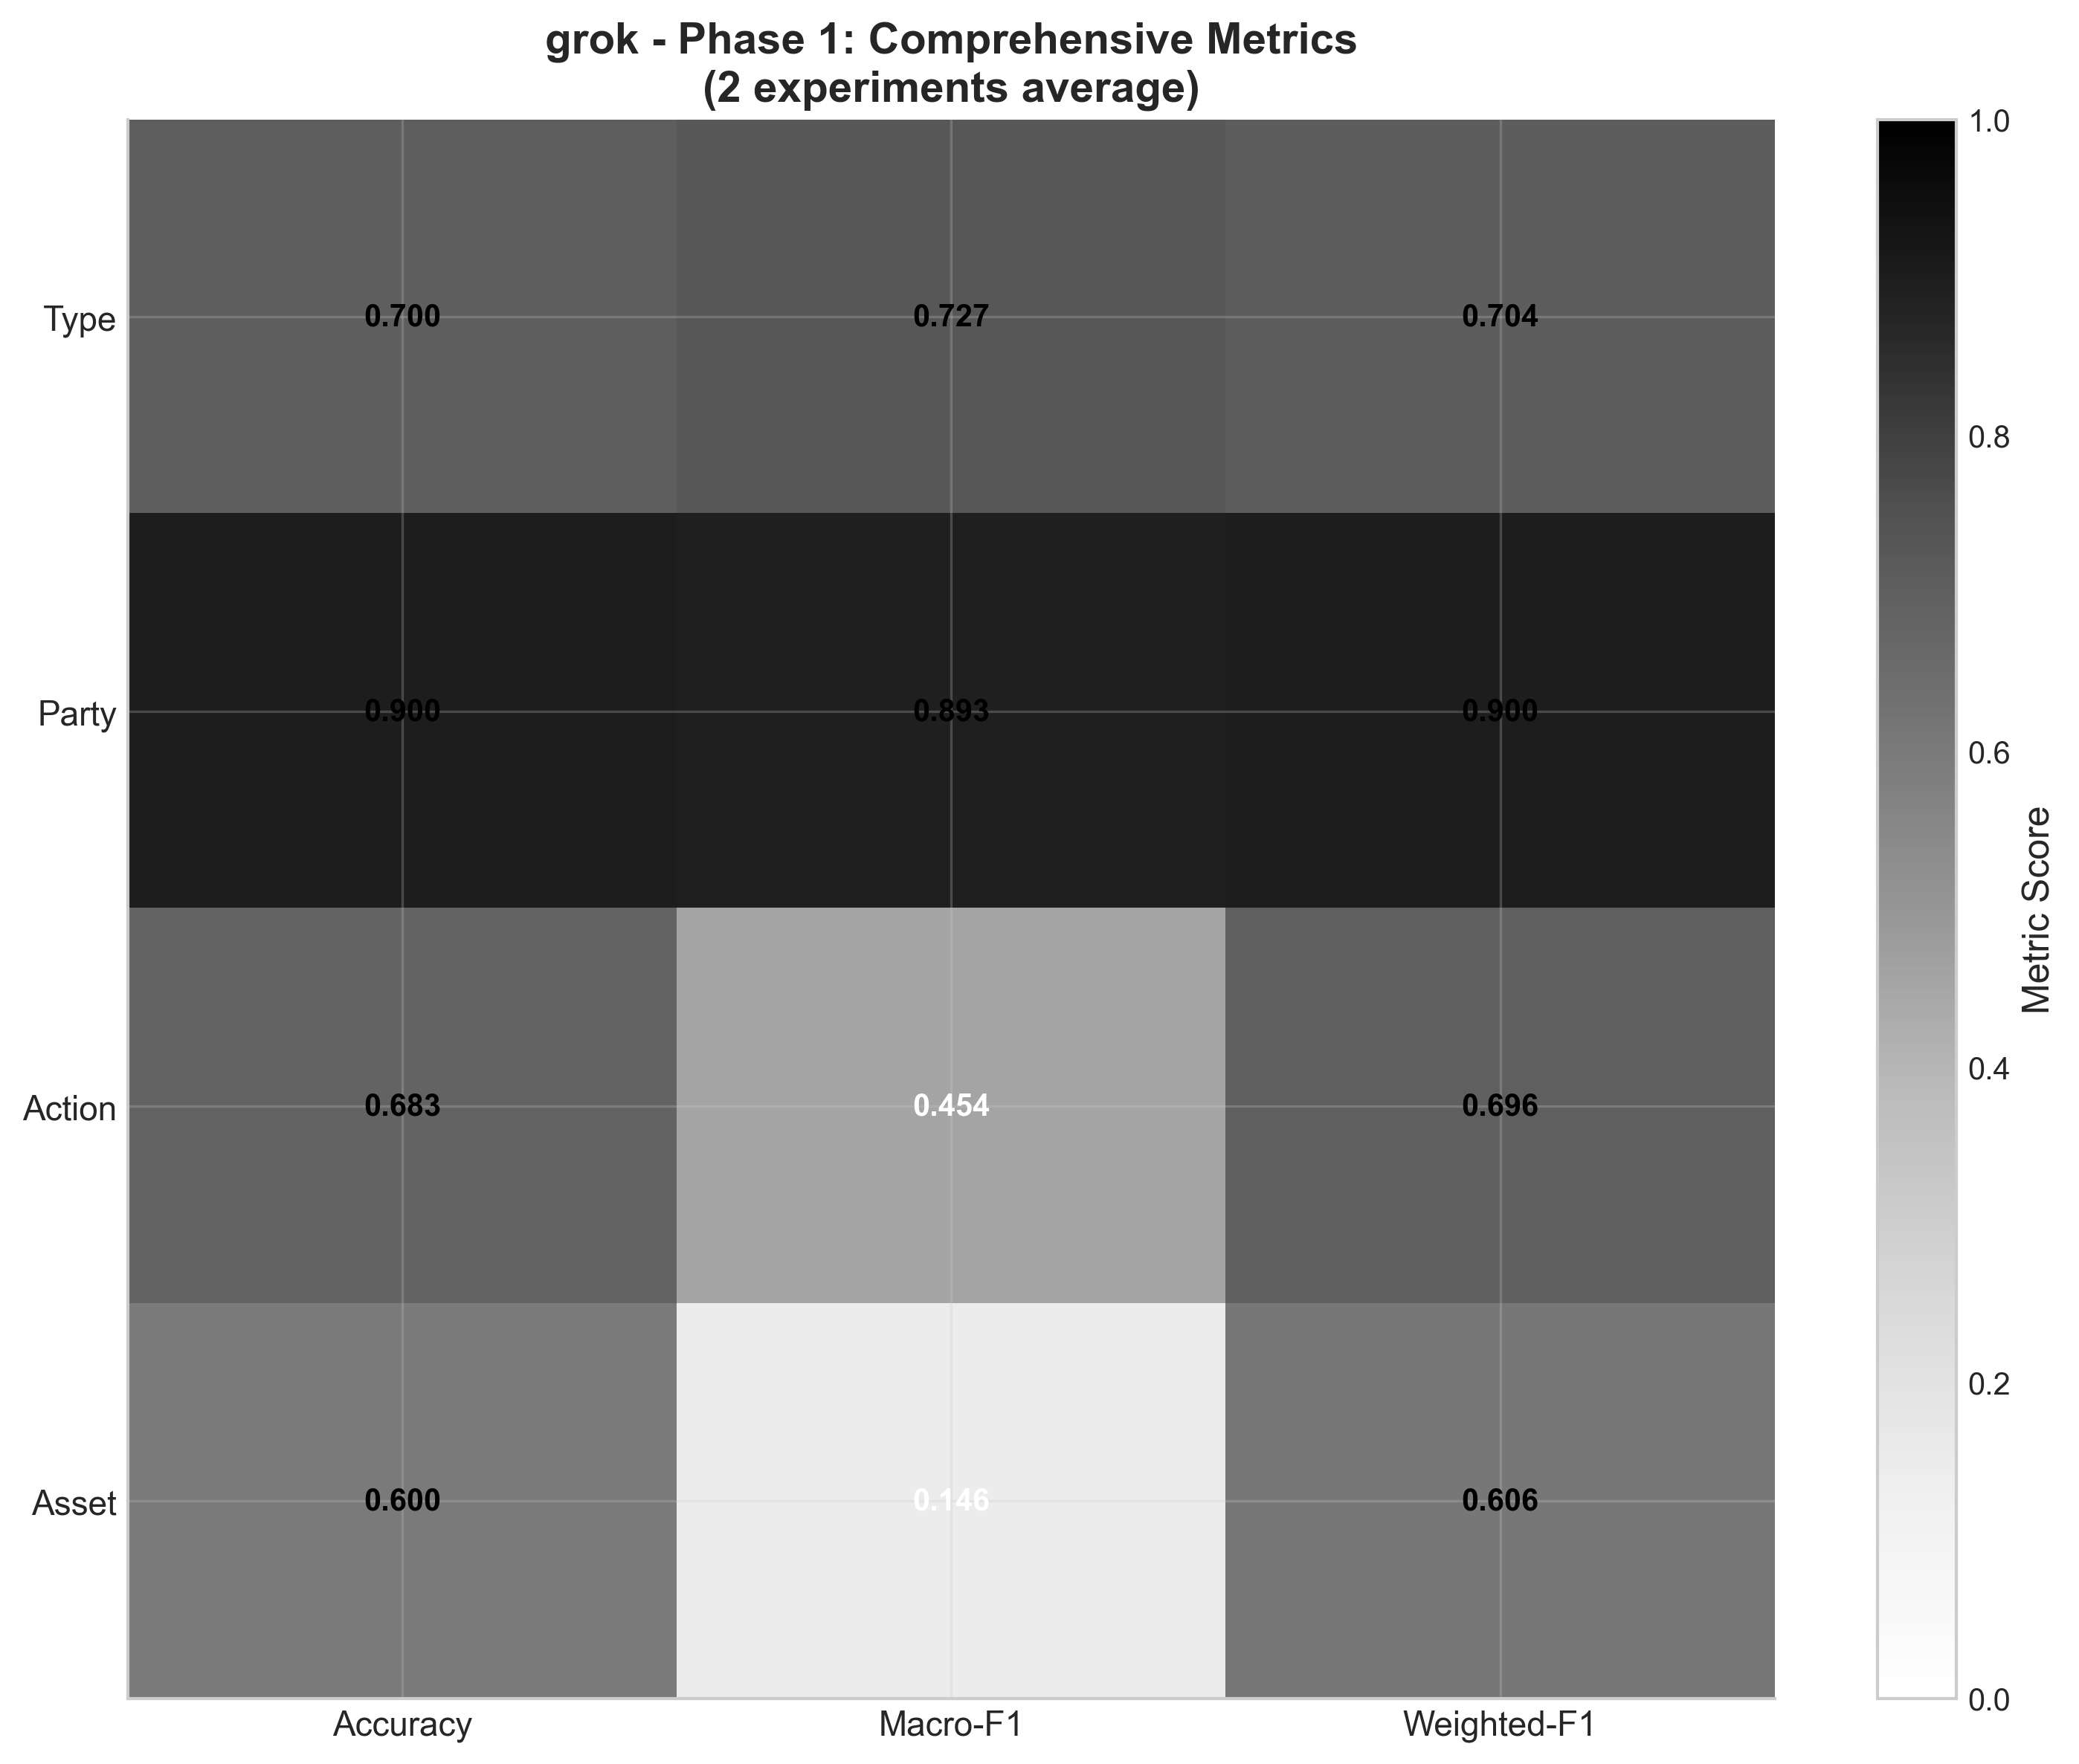 grok - Phase 1: Comprehensive Metrics
(2 experiments average)
Type 0.700 0.727 0.704
Party 0.900 0.893 0.900
Action 0.683 0.454 0.696
Asset 0.600 0.146 0.606
Accuracy Macro-F1 Weighted-F1
1.0
0.8
0.6
0.4
0.2
0.0
Metric Score